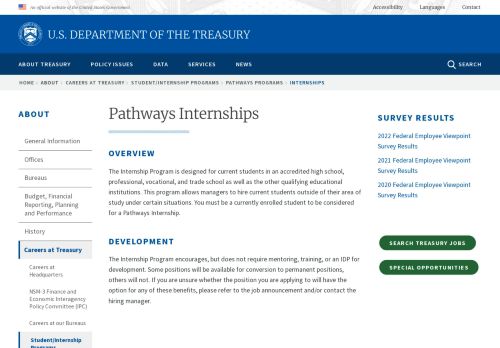 An official website of the United States Government
Accessibility Languages Contact
U.S. DEPARTMENT OF THE TREASURY
ABOUT TREASURY POLICY ISSUES DATA SERVICES NEWS SEARCH
HOME › ABOUT › CAREERS AT TREASURY › STUDENT/INTERNSHIP PROGRAMS › PATHWAYS PROGRAMS › INTERNSHIPS
ABOUT
General Information
Offices
Bureaus
Budget, Financial
Reporting, Planning
and Performance
History
Careers at Treasury
Careers at
Headquarters
NSM-3 Finance and
Economic Interagency
Policy Committee (IPC)
Careers at our Bureaus
Student/Internship
Programs
Pathways Internships
OVERVIEW
The Internship Program is designed for current students in an accredited high school,
professional, vocational, and trade school as well as the other qualifying educational
institutions. This program allows managers to hire current students outside of their area of
study under certain situations. You must be a currently enrolled student to be considered
for a Pathways Internship.
DEVELOPMENT
The Internship Program encourages, but does not require mentoring, training, or an IDP for
development. Some positions will be available for conversion to permanent positions,
others will not. If you are unsure whether the position you are applying to will have the
option for any of these benefits, please refer to the job announcement and/or contact the
hiring manager.
SURVEY RESULTS
2022 Federal Employee Viewpoint
Survey Results
2021 Federal Employee Viewpoint
Survey Results
2020 Federal Employee Viewpoint
Survey Results
SEARCH TREASURY JOBS
SPECIAL OPPORTUNITIES